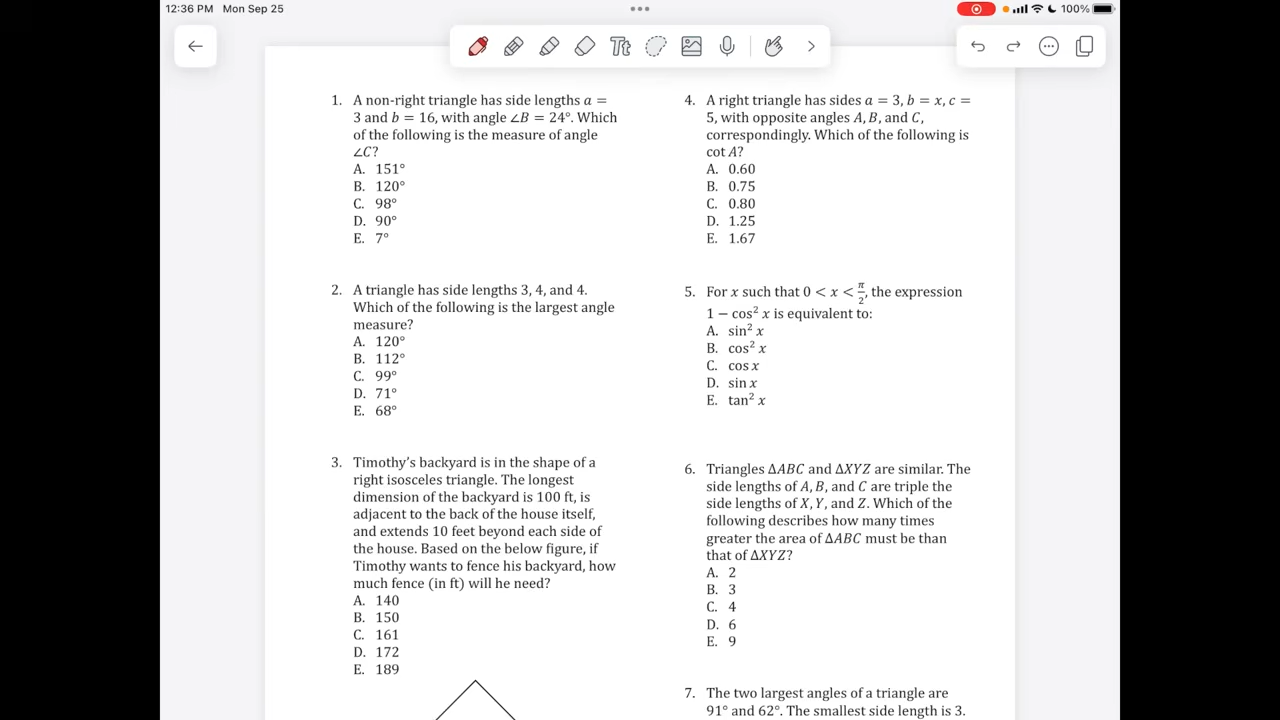 12:36 PM Mon Sep 25
100%
Tt
1. A non-right triangle has side lengths a =
3 and b = 16, with angle ∠B = 24°. Which
of the following is the measure of angle
∠C?
A. 151°
B. 120°
C. 98°
D. 90°
E. 7°
2. A triangle has side lengths 3, 4, and 4.
Which of the following is the largest angle
measure?
A. 120°
B. 112°
C. 99°
D. 71°
E. 68°
3. Timothy’s backyard is in the shape of a
right isosceles triangle. The longest
dimension of the backyard is 100 ft, is
adjacent to the back of the house itself,
and extends 10 feet beyond each side of
the house. Based on the below figure, if
Timothy wants to fence his backyard, how
much fence (in ft) will he need?
A. 140
B. 150
C. 161
D. 172
E. 189
4. A right triangle has sides a = 3, b = x, c =
5, with opposite angles A, B, and C,
correspondingly. Which of the following is
cot A?
A. 0.60
B. 0.75
C. 0.80
D. 1.25
E. 1.67
5. For x such that 0 < x < π/2, the expression
1 − cos² x is equivalent to:
A. sin² x
B. cos² x
C. cos x
D. sin x
E. tan² x
6. Triangles ΔABC and ΔXYZ are similar. The
side lengths of A, B, and C are triple the
side lengths of X, Y, and Z. Which of the
following describes how many times
greater the area of ΔABC must be than
that of ΔXYZ?
A. 2
B. 3
C. 4
D. 6
E. 9
7. The two largest angles of a triangle are
91° and 62°. The smallest side length is 3.